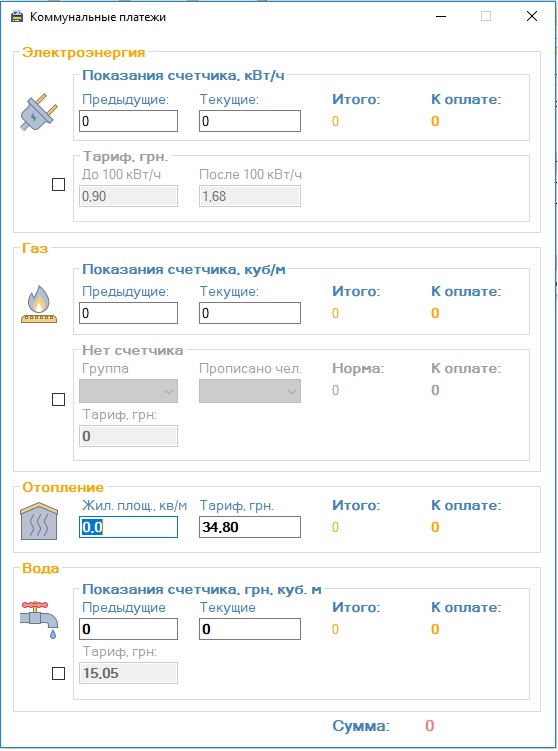 Коммунальные платежи
Электроэнергия
Показания счетчика, кВт/ч
Предыдущие: Текущие: Итого: К оплате:
0 0 0 0
Тариф, грн.
До 100 кВт/ч После 100 кВт/ч
0,90 1,68
Газ
Показания счетчика, куб/м
Предыдущие: Текущие: Итого: К оплате:
0 0 0 0
Нет счетчика
Группа Прописано чел. Норма: К оплате:
0 0
Тариф, грн:
0
Отопление
Жил. площ., кв/м Тариф, грн. Итого: К оплате:
0.0 34.80 0 0
Вода
Показания счетчика, грн, куб. м
Предыдущие Текущие Итого: К оплате:
0 0 0 0
Тариф, грн:
15.05
Сумма: 0